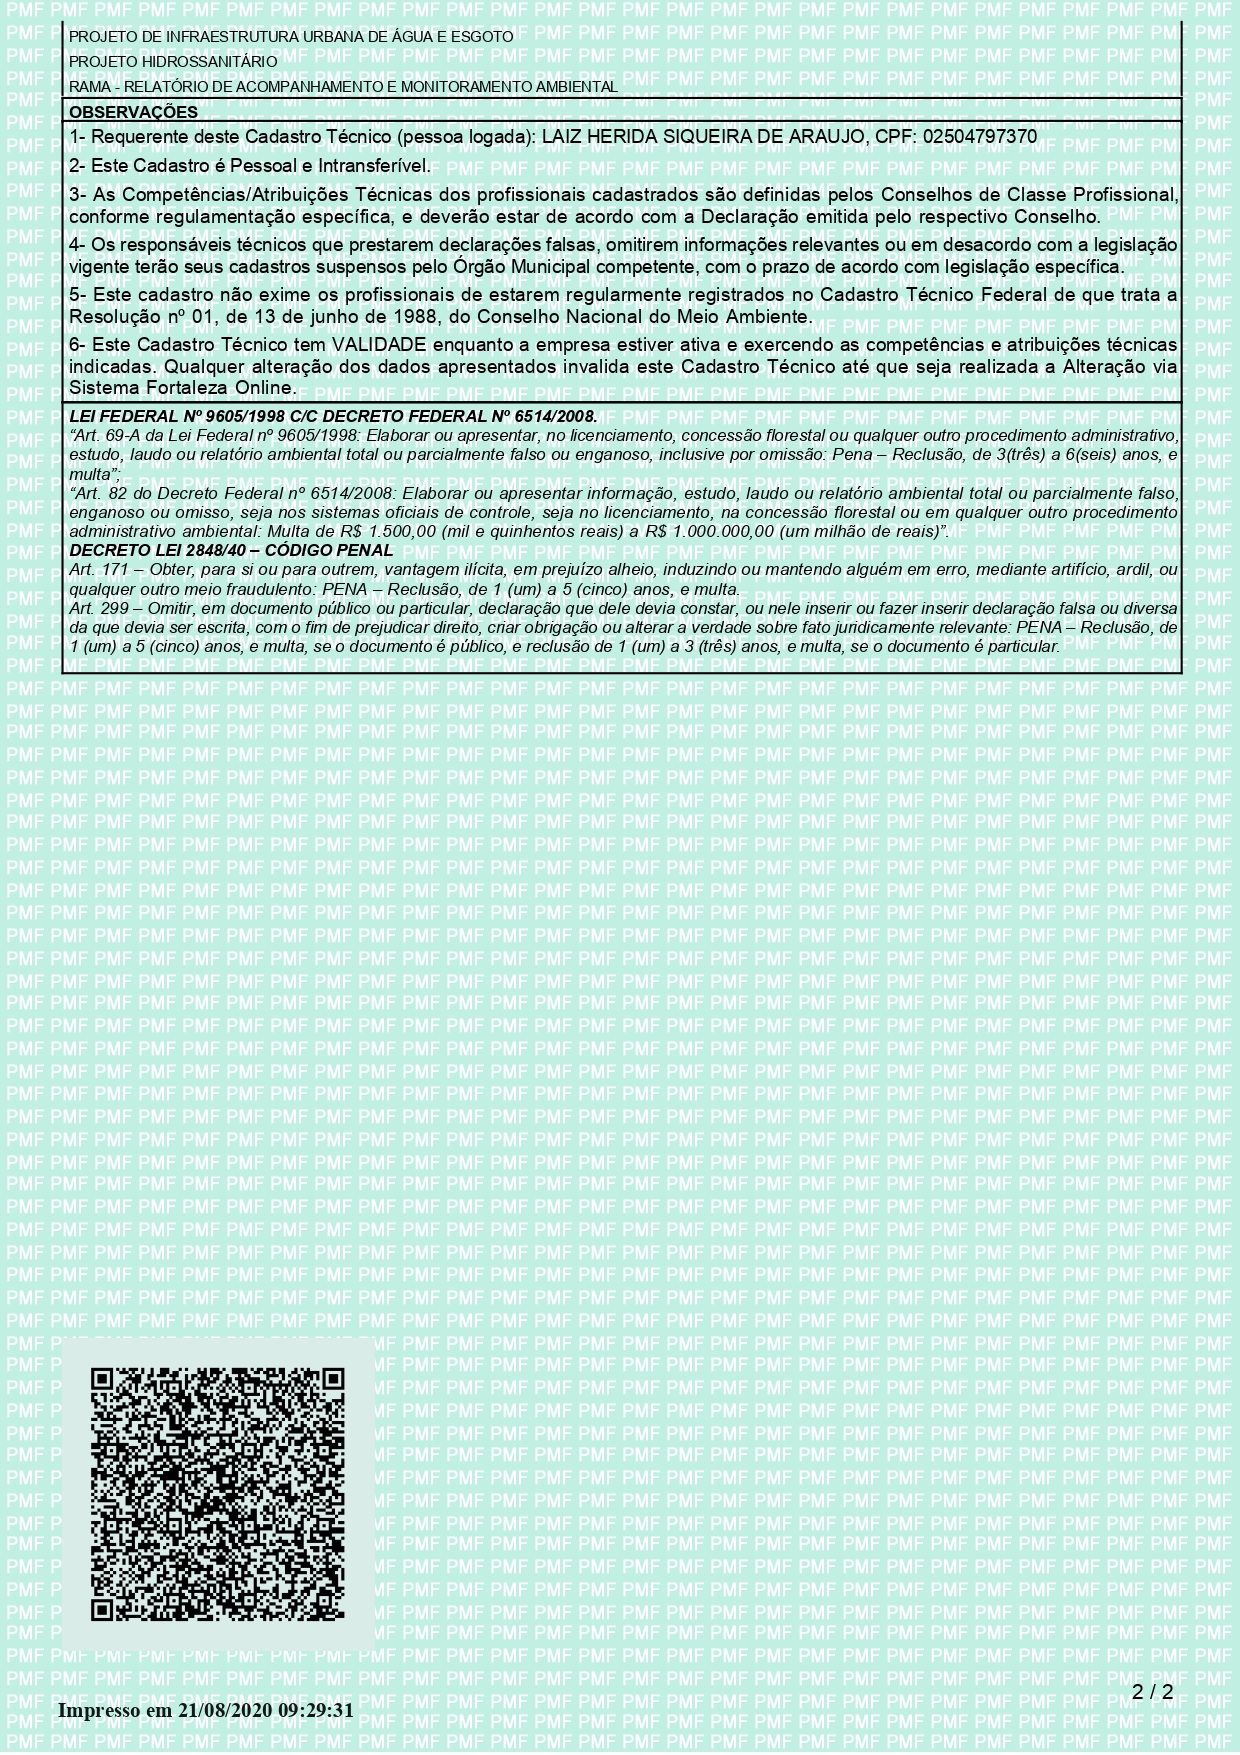 PROJETO DE INFRAESTRUTURA URBANA DE ÁGUA E ESGOTO
PROJETO HIDROSSANITÁRIO
RAMA - RELATÓRIO DE ACOMPANHAMENTO E MONITORAMENTO AMBIENTAL
OBSERVAÇÕES
1- Requerente deste Cadastro Técnico (pessoa logada): LAIZ HERIDA SIQUEIRA DE ARAUJO, CPF: 02504797370
2- Este Cadastro é Pessoal e Intransferível.
3- As Competências/Atribuições Técnicas dos profissionais cadastrados são definidas pelos Conselhos de Classe Profissional,
conforme regulamentação específica, e deverão estar de acordo com a Declaração emitida pelo respectivo Conselho.
4- Os responsáveis técnicos que prestarem declarações falsas, omitirem informações relevantes ou em desacordo com a legislação
vigente terão seus cadastros suspensos pelo Órgão Municipal competente, com o prazo de acordo com legislação específica.
5- Este cadastro não exime os profissionais de estarem regularmente registrados no Cadastro Técnico Federal de que trata a
Resolução nº 01, de 13 de junho de 1988, do Conselho Nacional do Meio Ambiente.
6- Este Cadastro Técnico tem VALIDADE enquanto a empresa estiver ativa e exercendo as competências e atribuições técnicas
indicadas. Qualquer alteração dos dados apresentados invalida este Cadastro Técnico até que seja realizada a Alteração via
Sistema Fortaleza Online.
LEI FEDERAL Nº 9605/1998 C/C DECRETO FEDERAL Nº 6514/2008.
“Art. 69-A da Lei Federal nº 9605/1998: Elaborar ou apresentar, no licenciamento, concessão florestal ou qualquer outro procedimento administrativo,
estudo, laudo ou relatório ambiental total ou parcialmente falso ou enganoso, inclusive por omissão: Pena – Reclusão, de 3(três) a 6(seis) anos, e
multa”;
“Art. 82 do Decreto Federal nº 6514/2008: Elaborar ou apresentar informação, estudo, laudo ou relatório ambiental total ou parcialmente falso,
enganoso ou omisso, seja nos sistemas oficiais de controle, seja no licenciamento, na concessão florestal ou em qualquer outro procedimento
administrativo ambiental: Multa de R$ 1.500,00 (mil e quinhentos reais) a R$ 1.000.000,00 (um milhão de reais)”.
DECRETO LEI 2848/40 – CÓDIGO PENAL
Art. 171 – Obter, para si ou para outrem, vantagem ilícita, em prejuízo alheio, induzindo ou mantendo alguém em erro, mediante artifício, ardil, ou
qualquer outro meio fraudulento: PENA – Reclusão, de 1 (um) a 5 (cinco) anos, e multa.
Art. 299 – Omitir, em documento público ou particular, declaração que dele devia constar, ou nele inserir ou fazer inserir declaração falsa ou diversa
da que devia ser escrita, com o fim de prejudicar direito, criar obrigação ou alterar a verdade sobre fato juridicamente relevante: PENA – Reclusão, de
1 (um) a 5 (cinco) anos, e multa, se o documento é público, e reclusão de 1 (um) a 3 (três) anos, e multa, se o documento é particular.
2 / 2
Impresso em 21/08/2020 09:29:31